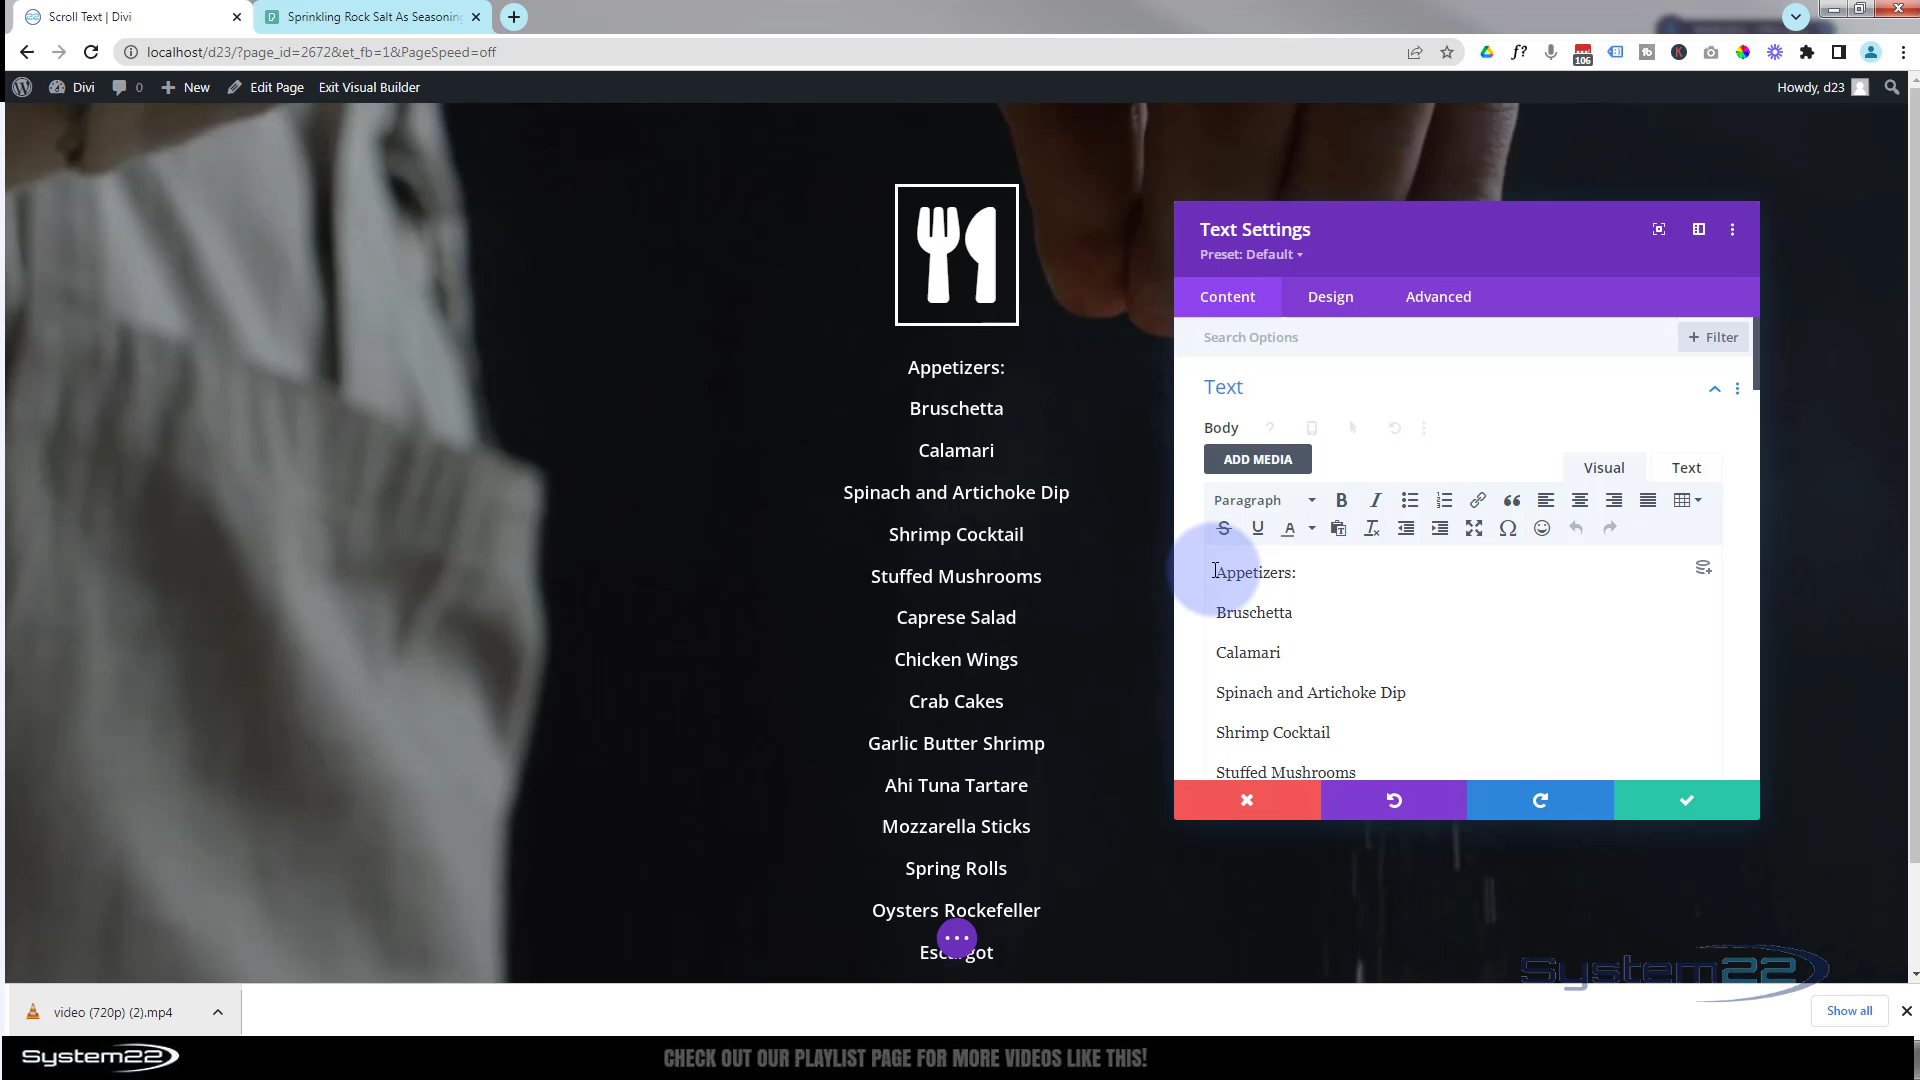 Scroll Text | Divi
Sprinkling Rock Salt As Seasoning
localhost/d23/?page_id=2672&et_fb=1&PageSpeed=off
106
Divi
0
New
Edit Page
Exit Visual Builder
Howdy, d23
Appetizers:
Bruschetta
Calamari
Spinach and Artichoke Dip
Shrimp Cocktail
Stuffed Mushrooms
Caprese Salad
Chicken Wings
Crab Cakes
Garlic Butter Shrimp
Ahi Tuna Tartare
Mozzarella Sticks
Spring Rolls
Oysters Rockefeller
Escargot
Text Settings
Preset: Default
Content
Design
Advanced
Search Options
+ Filter
Text
Body
ADD MEDIA
Visual
Text
Paragraph
Appetizers:
Bruschetta
Calamari
Spinach and Artichoke Dip
Shrimp Cocktail
Stuffed Mushrooms
System22
video (720p) (2).mp4
Show all
System22
CHECK OUT OUR PLAYLIST PAGE FOR MORE VIDEOS LIKE THIS!